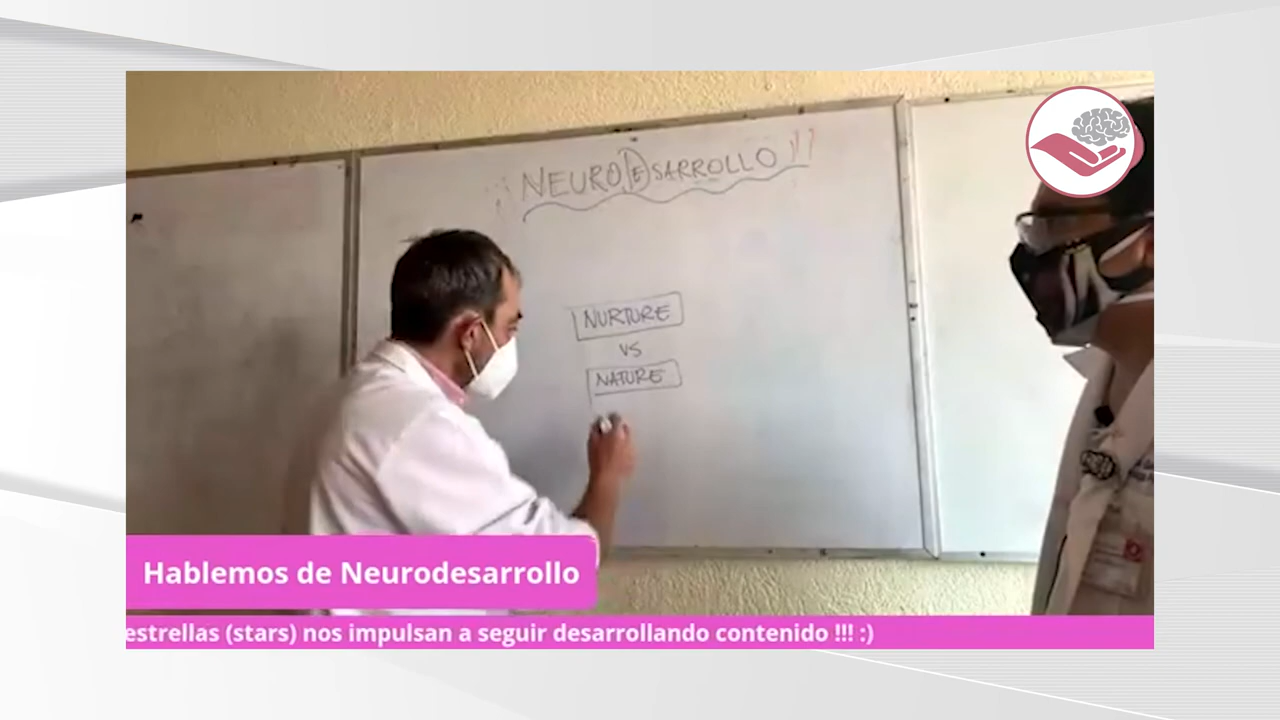 NEURODESARROLLO !!
NURTURE
VS
NATURE
Hablemos de Neurodesarrollo
estrellas (stars) nos impulsan a seguir desarrollando contenido !!! :)